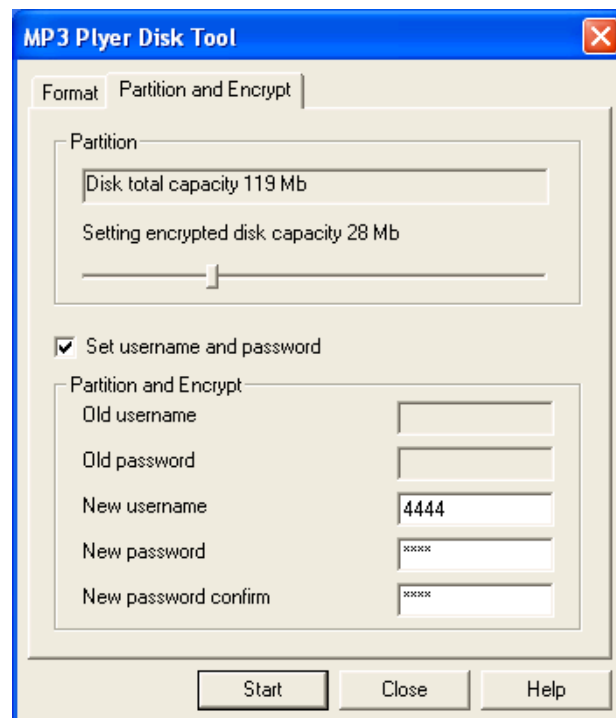 MP3 Plyer Disk Tool
Format Partition and Encrypt
Partition
Disk total capacity 119 Mb
Setting encrypted disk capacity 28 Mb
Set username and password
Partition and Encrypt
Old username
Old password
New username 4444
New password ****
New password confirm ****
Start Close Help